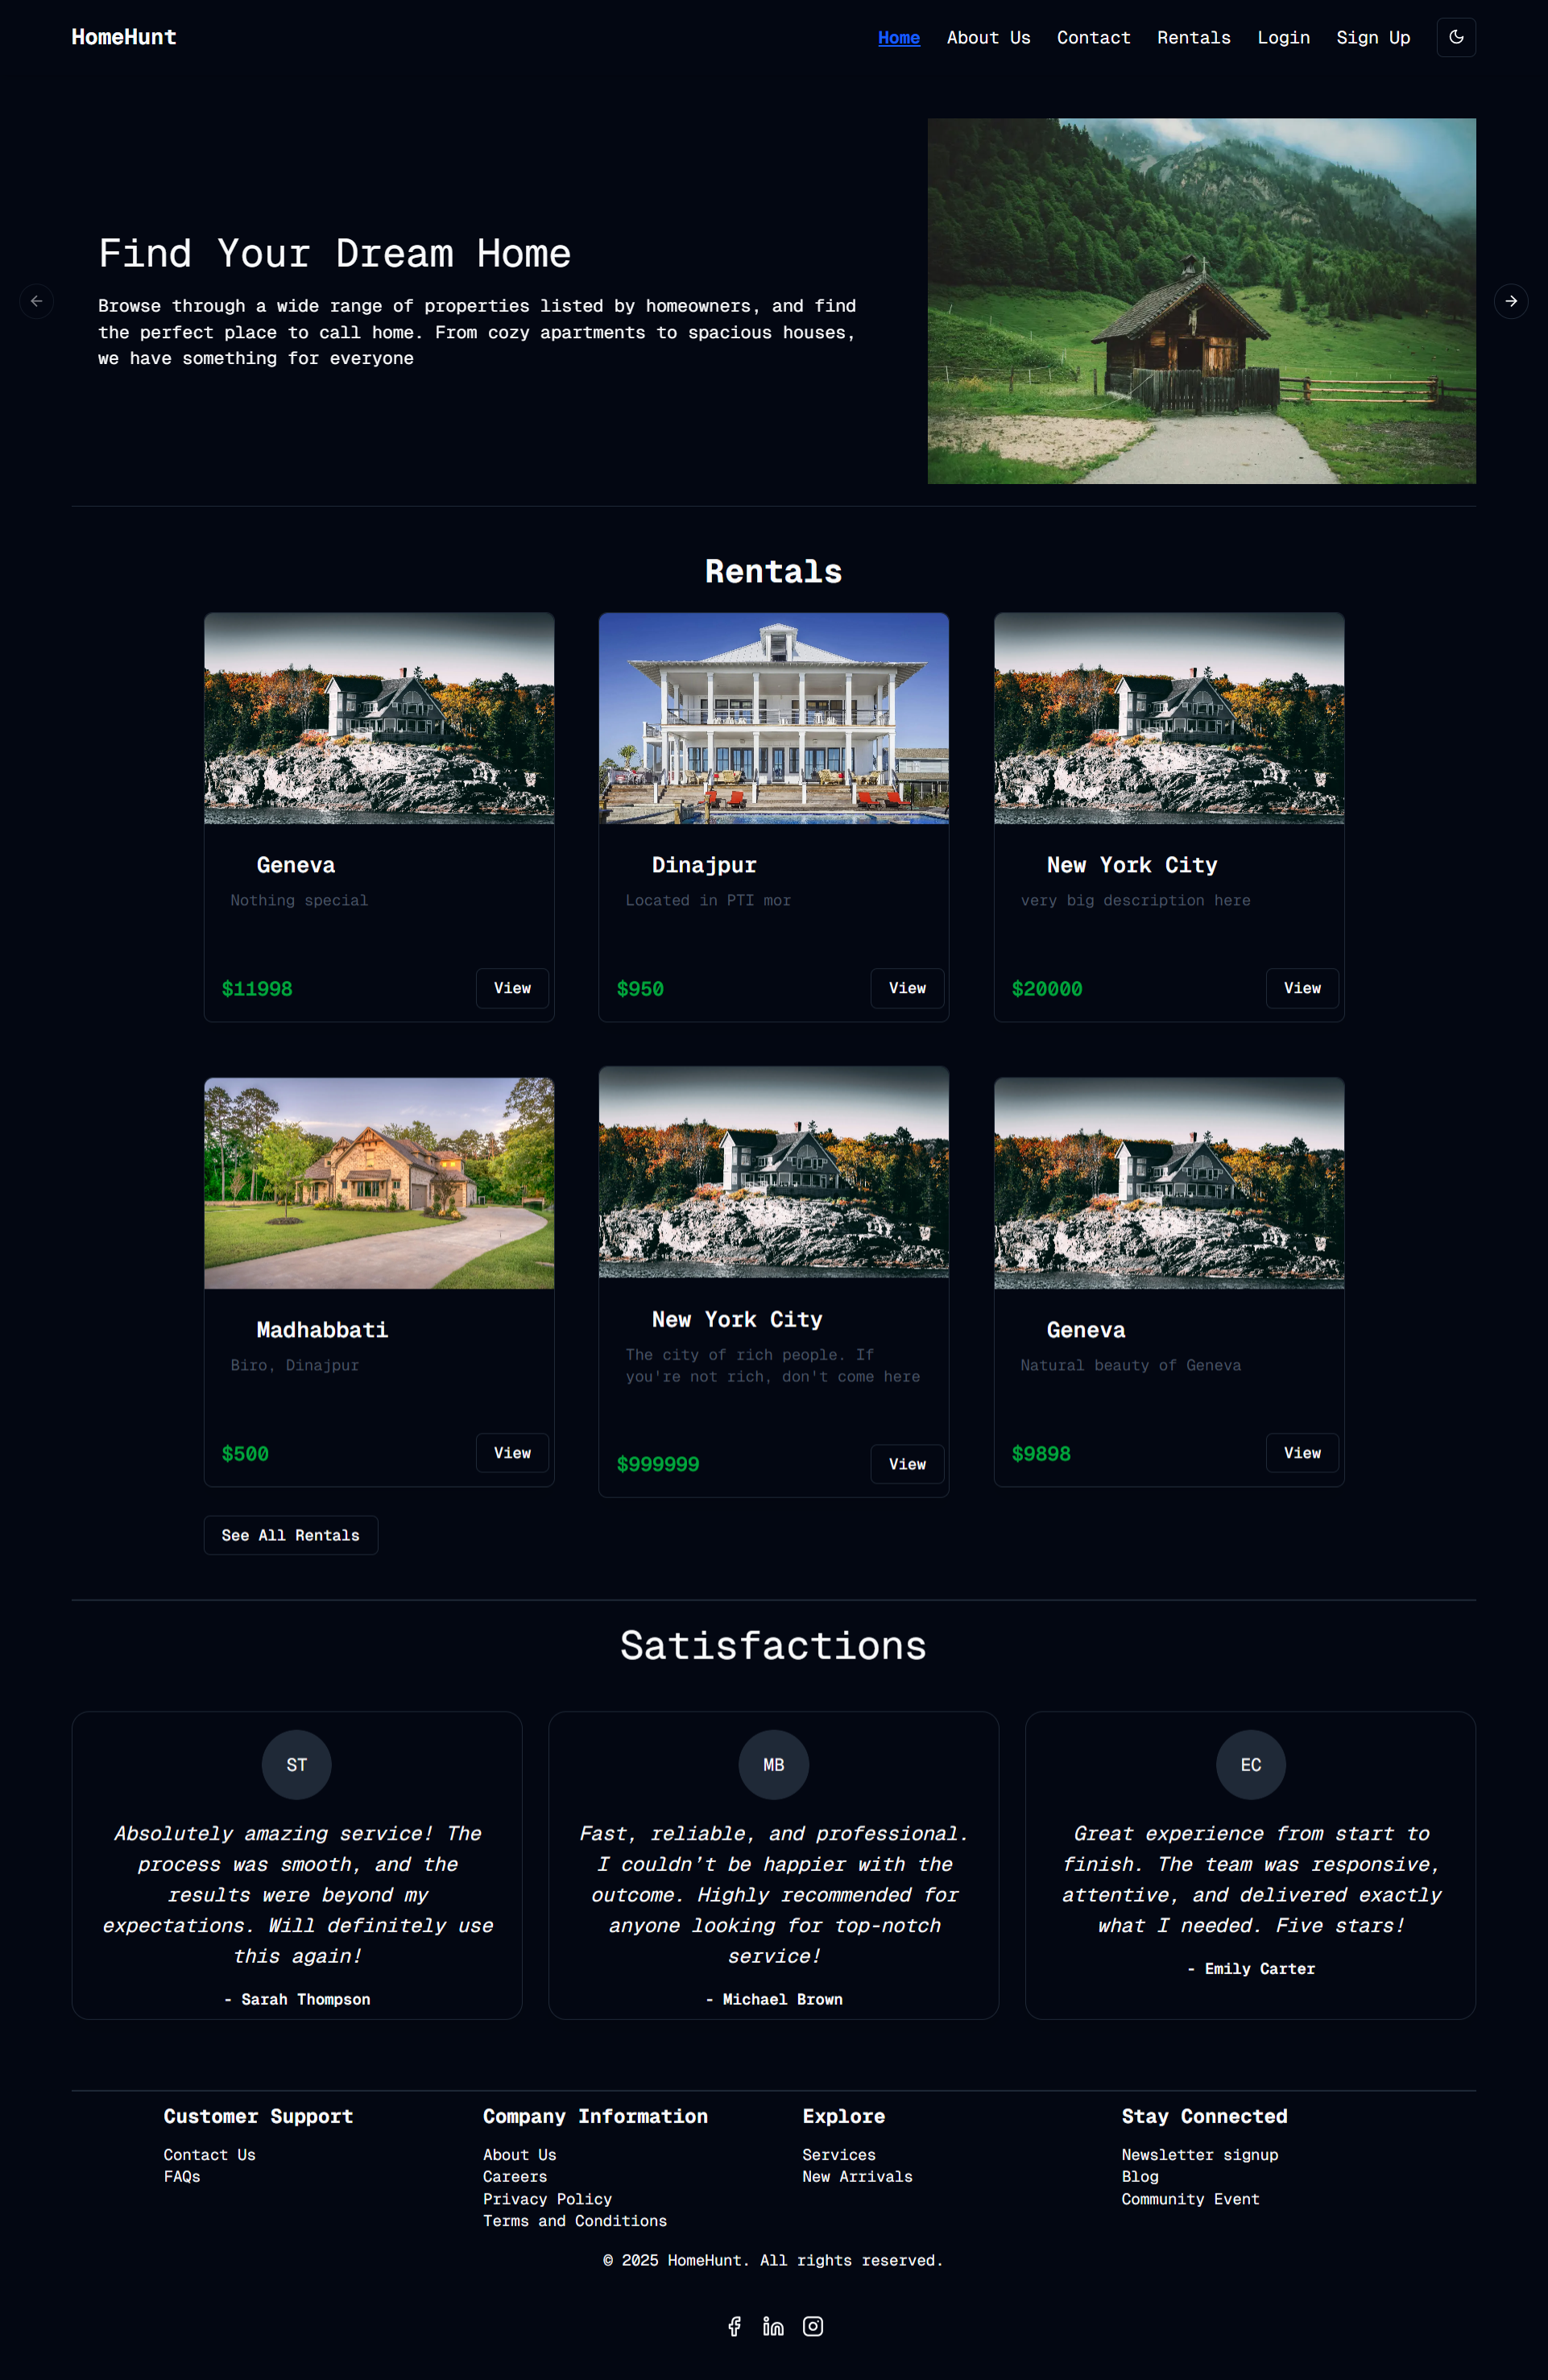 HomeHunt
Home About Us Contact Rentals Login Sign Up
Find Your Dream Home
Browse through a wide range of properties listed by homeowners, and find
the perfect place to call home. From cozy apartments to spacious houses,
we have something for everyone
Rentals
Geneva
Nothing special
$11998
View
Dinajpur
Located in PTI mor
$950
View
New York City
very big description here
$20000
View
Madhabbati
Biro, Dinajpur
$500
View
New York City
The city of rich people. If
you're not rich, don't come here
$999999
View
Geneva
Natural beauty of Geneva
$9898
View
See All Rentals
Satisfactions
ST
Absolutely amazing service! The
process was smooth, and the
results were beyond my
expectations. Will definitely use
this again!
- Sarah Thompson
MB
Fast, reliable, and professional.
I couldn’t be happier with the
outcome. Highly recommended for
anyone looking for top-notch
service!
- Michael Brown
EC
Great experience from start to
finish. The team was responsive,
attentive, and delivered exactly
what I needed. Five stars!
- Emily Carter
Customer Support
Contact Us
FAQs
Company Information
About Us
Careers
Privacy Policy
Terms and Conditions
Explore
Services
New Arrivals
Stay Connected
Newsletter signup
Blog
Community Event
© 2025 HomeHunt. All rights reserved.